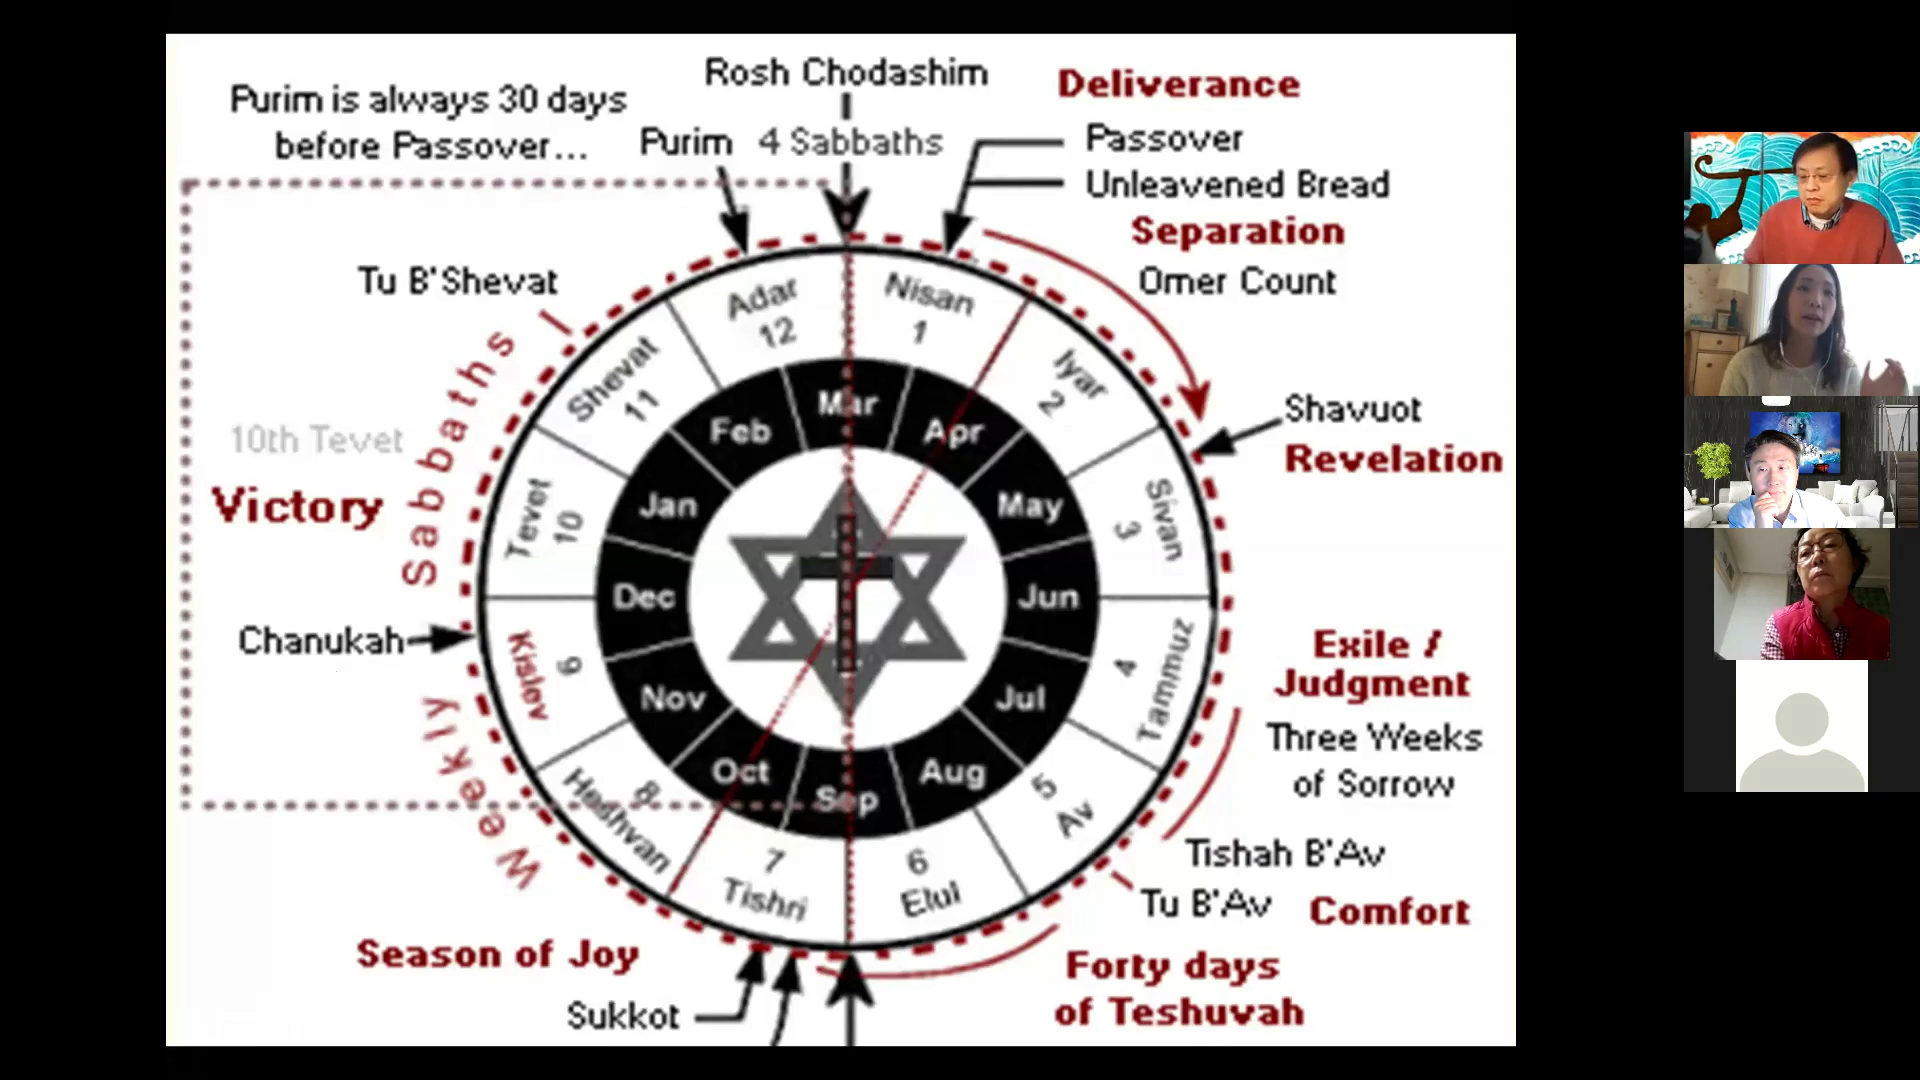 Rosh Chodashim
Deliverance
Purim is always 30 days
before Passover...
Purim
4 Sabbaths
Passover
Unleavened Bread
Separation
Omer Count
Tu B'Shevat
Shavuot
Revelation
10th Tevet
Victory
Weekly Sabbaths
Chanukah
Exile /
Judgment
Three Weeks
of Sorrow
Tishah B'Av
Tu B'Av
Comfort
Season of Joy
Forty days
of Teshuvah
Sukkot
Nisan
1
Iyar
2
Sivan
3
Tammuz
4
5
Av
6
Elul
7
Tishri
8
Heshvan
Kislev
9
Tevet
10
Shevat
11
Adar
12
Mar
Apr
May
Jun
Jul
Aug
Sep
Oct
Nov
Dec
Jan
Feb